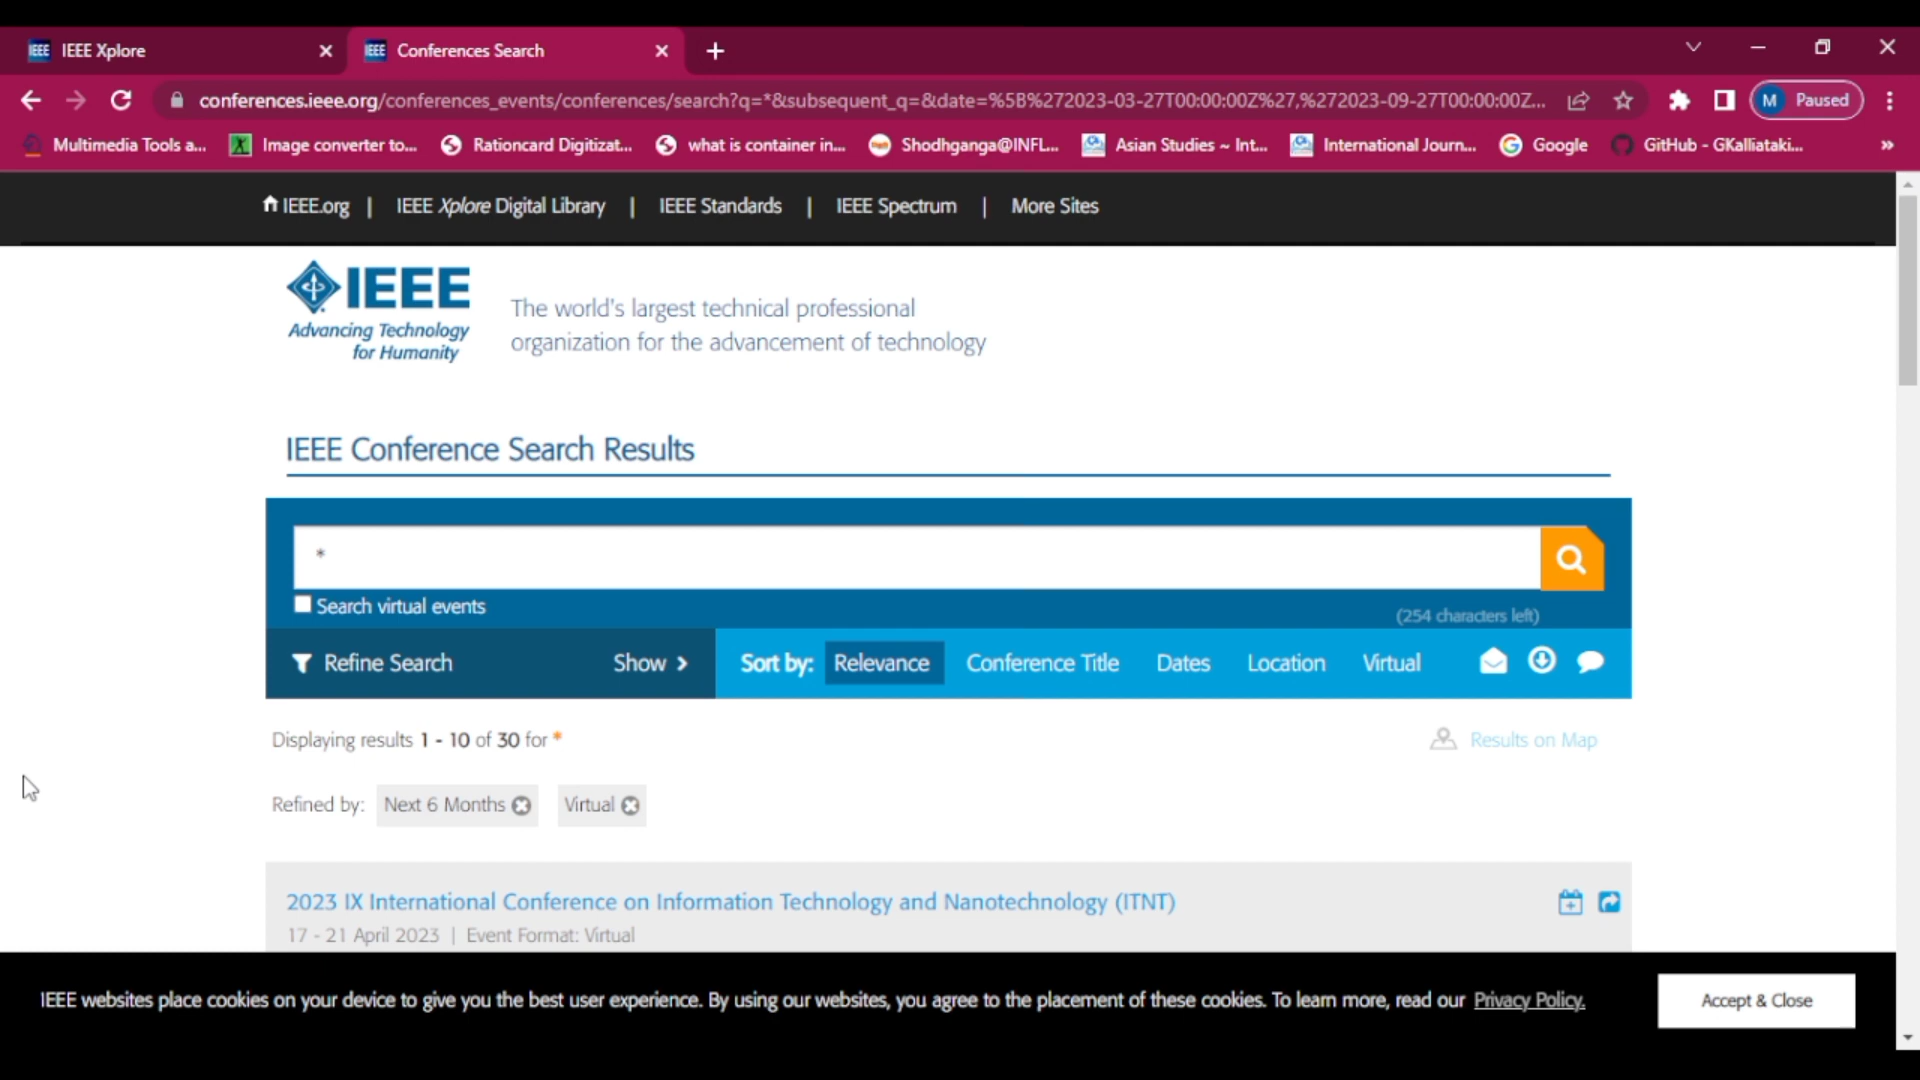 IEEE IEEE Xplore
IEEE Conferences Search
conferences.ieee.org/conferences_events/conferences/search?q=*&subsequent_q=&date=%5B%272023-03-27T00:00:00Z%27,%272023-09-27T00:00:00Z...
M Paused
Multimedia Tools a...
Image converter to...
Rationcard Digitizat...
what is container in...
Shodhganga@INFL...
Asian Studies ~ Int...
International Journ...
Google
GitHub - GKalliataki...
»
IEEE.org | IEEE Xplore Digital Library | IEEE Standards | IEEE Spectrum | More Sites
IEEE
Advancing Technology
for Humanity
The world's largest technical professional
organization for the advancement of technology
IEEE Conference Search Results
*
Search virtual events
(254 characters left)
Refine Search Show
Sort by: Relevance Conference Title Dates Location Virtual
Displaying results 1 - 10 of 30 for *
Results on Map
Refined by: Next 6 Months Virtual
2023 IX International Conference on Information Technology and Nanotechnology (ITNT)
17 - 21 April 2023 | Event Format: Virtual
IEEE websites place cookies on your device to give you the best user experience. By using our websites, you agree to the placement of these cookies. To learn more, read our Privacy Policy.
Accept & Close